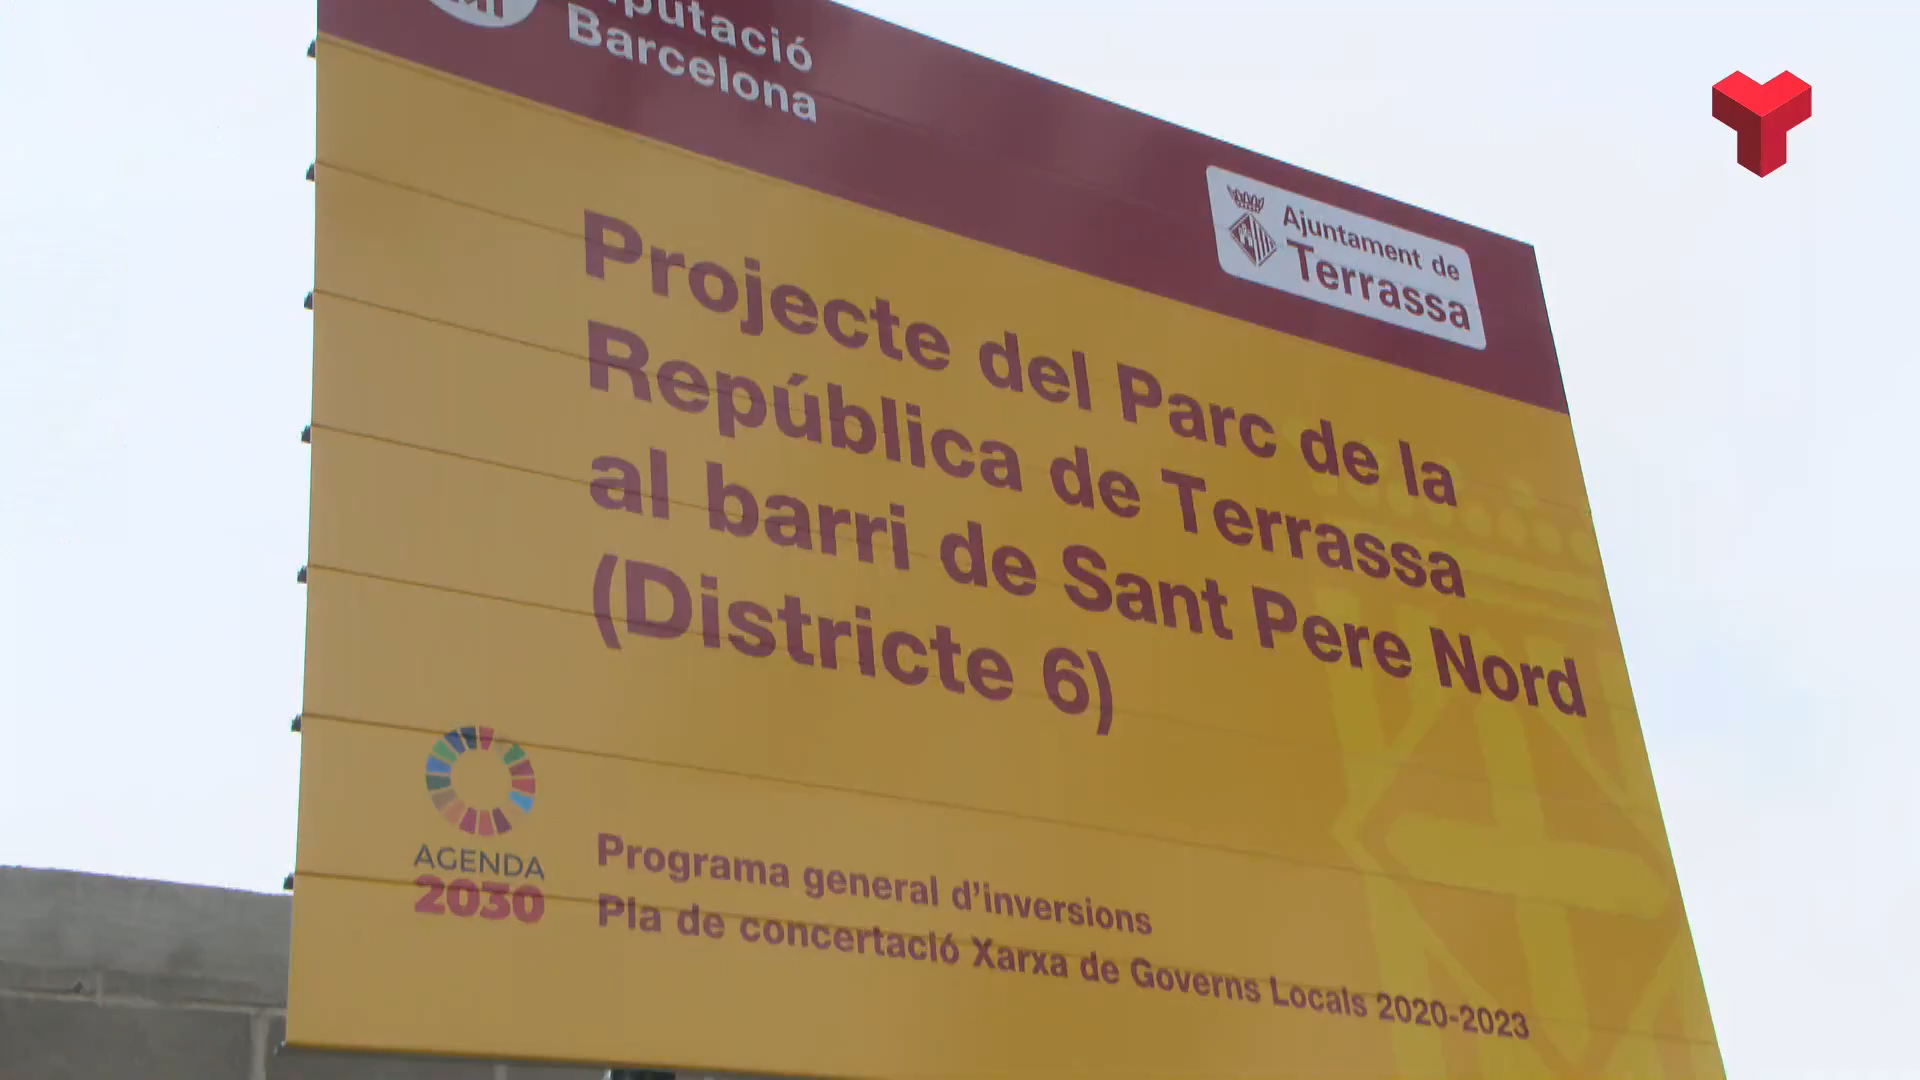 Barcelona
Ajuntament de
Terrassa
Projecte del Parc de la
República de Terrassa
al barri de Sant Pere Nord
(Districte 6)
AGENDA
2030
Programa general d'inversions
Pla de concertació Xarxa de Governs Locals 2020-2023